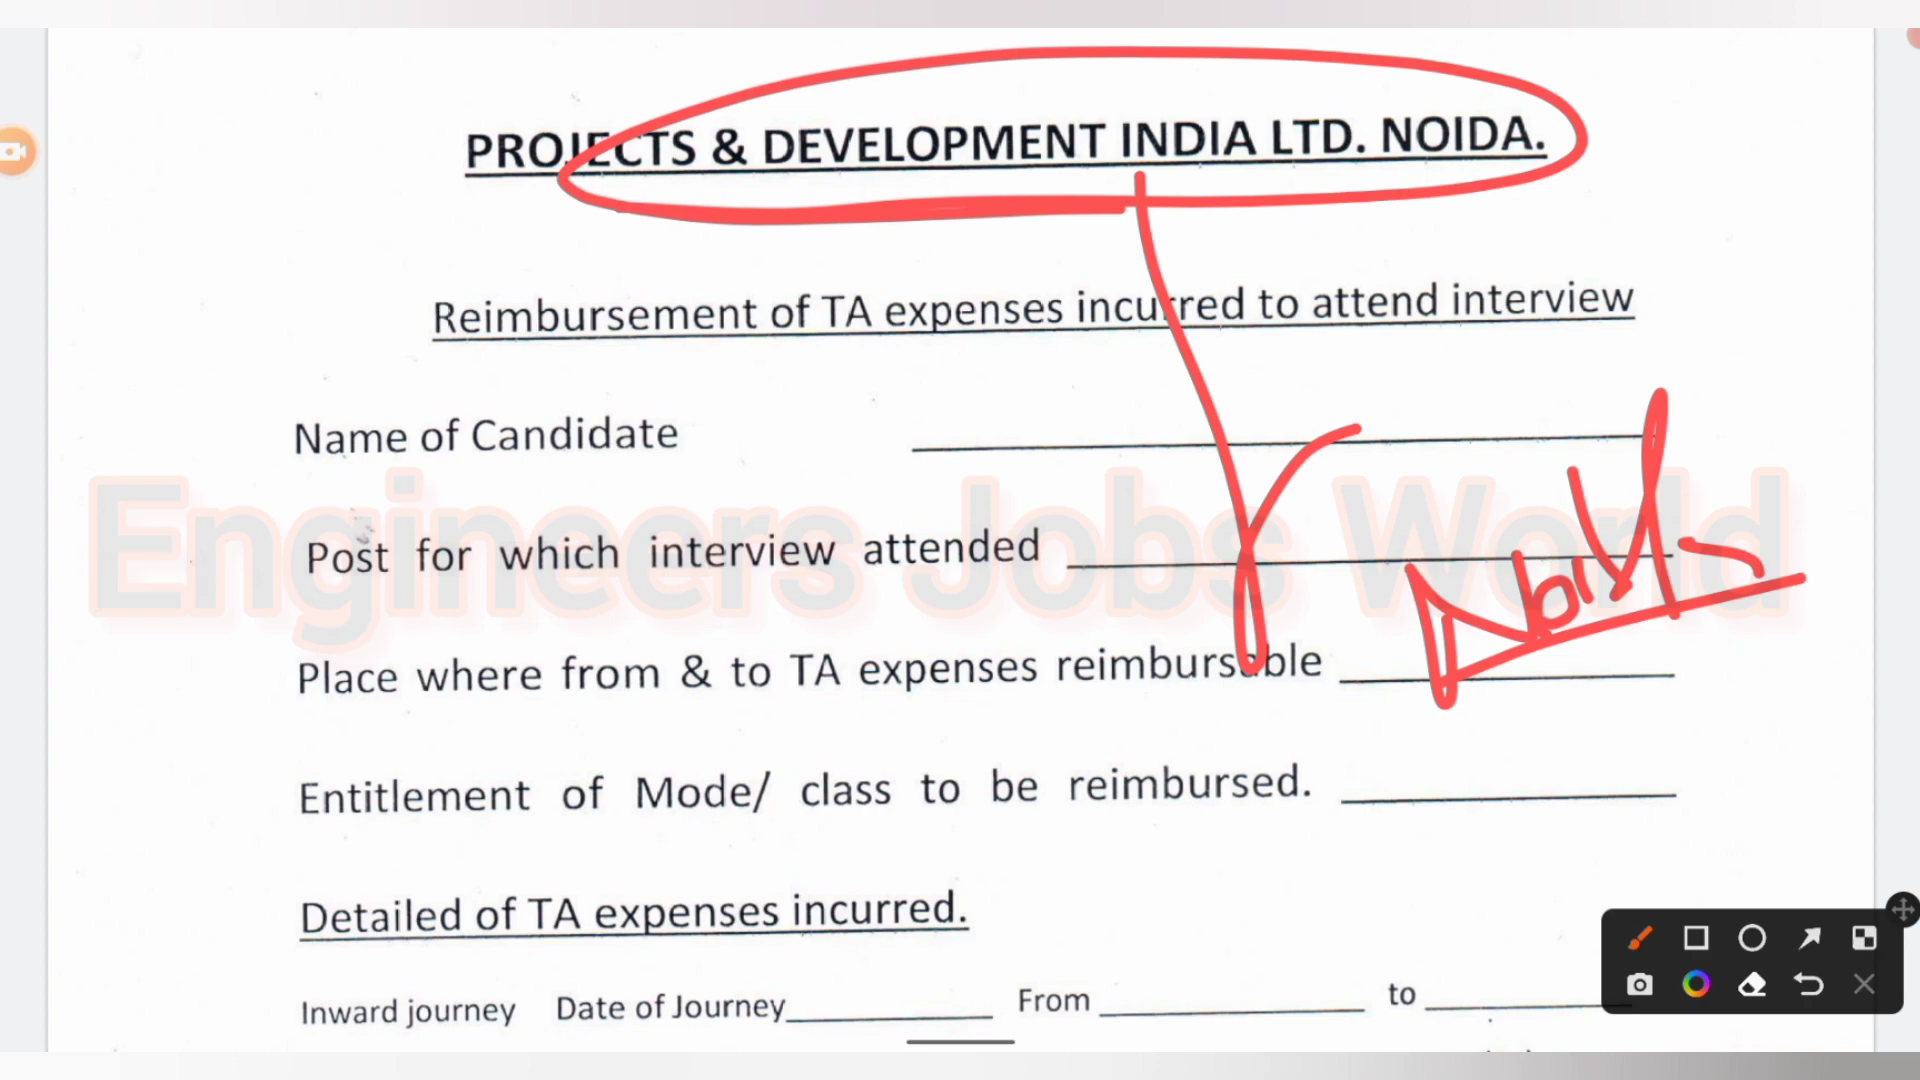 PROJECTS & DEVELOPMENT INDIA LTD. NOIDA.
Reimbursement of TA expenses incurred to attend interview
Name of Candidate
Engineers Jobs World
Post for which interview attended
Place where from & to TA expenses reimbursable
Entitlement of Mode/ class to be reimbursed.
Detailed of TA expenses incurred.
Inward journey Date of Journey From to